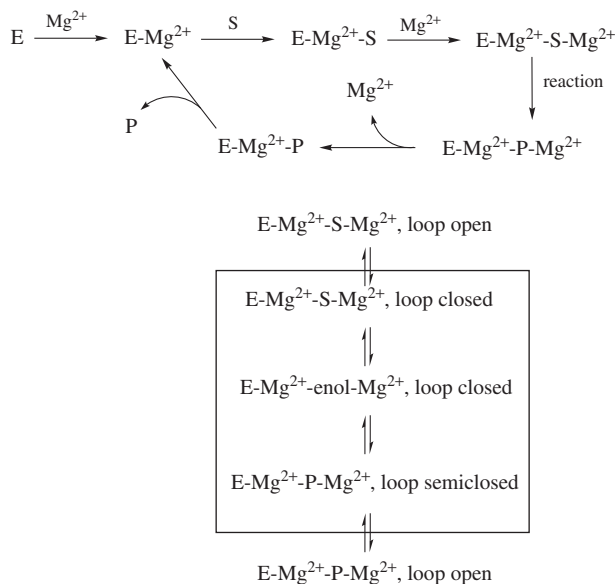 E Mg²⁺ E-Mg²⁺ S E-Mg²⁺-S Mg²⁺ E-Mg²⁺-S-Mg²⁺
reaction
Mg²⁺
P E-Mg²⁺-P E-Mg²⁺-P-Mg²⁺
E-Mg²⁺-S-Mg²⁺, loop open
E-Mg²⁺-S-Mg²⁺, loop closed
E-Mg²⁺-enol-Mg²⁺, loop closed
E-Mg²⁺-P-Mg²⁺, loop semiclosed
E-Mg²⁺-P-Mg²⁺, loop open